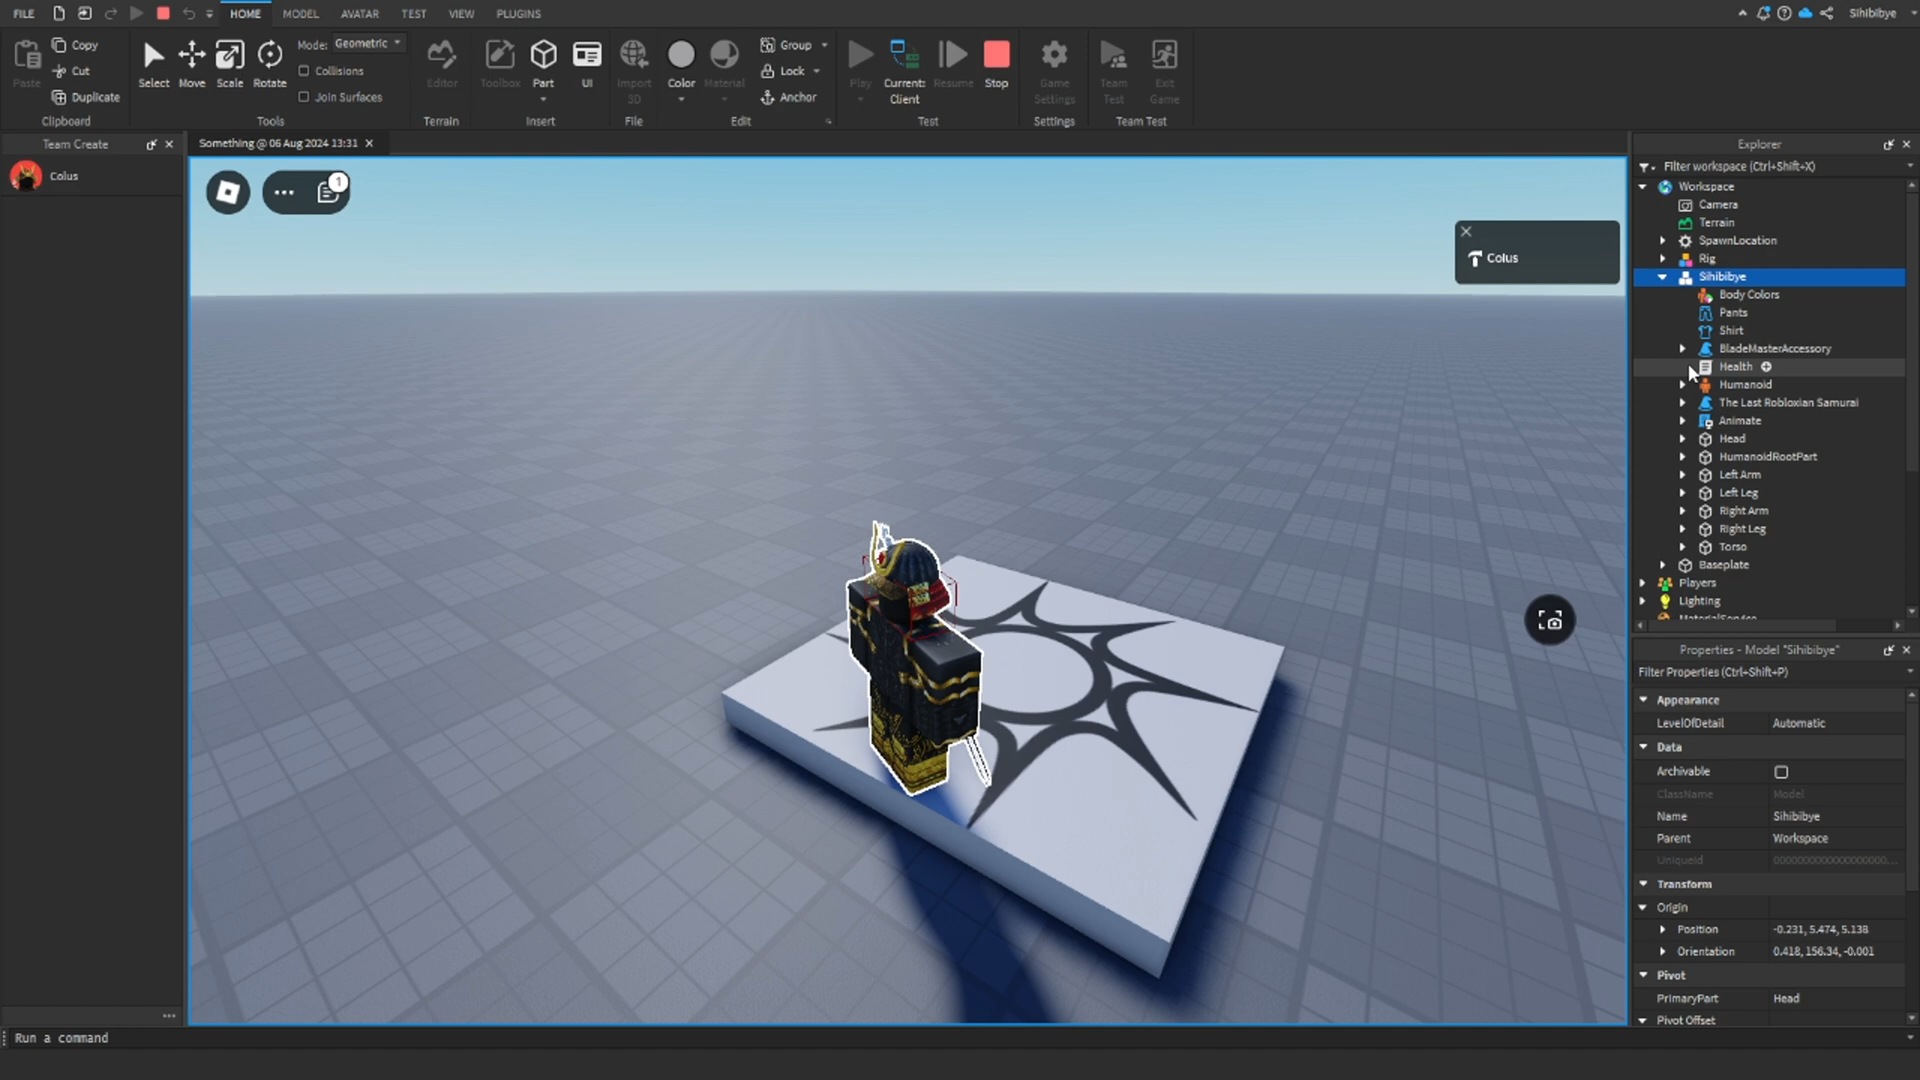 FILE
HOME MODEL AVATAR TEST VIEW PLUGINS
Sihibibye
Copy
Cut
Duplicate
Paste
Clipboard
Select Move Scale Rotate
Mode: Geometric
Collisions
Join Surfaces
Tools
Editor
Terrain
Toolbox Part UI
Insert
Import
3D
File
Color Material
Group
Lock
Anchor
Edit
Play
Current:
Client
Resume
Stop
Test
Game
Settings
Settings
Team
Test
Exit
Game
Team Test
Team Create
Colus
Something @ 06 Aug 2024 13:31
1
Colus
Explorer
Filter workspace (Ctrl+Shift+X)
Workspace
Camera
Terrain
SpawnLocation
Rig
Sihibibye
Body Colors
Pants
Shirt
BladeMasterAccessory
Health
Humanoid
The Last Robloxian Samurai
Animate
Head
HumanoidRootPart
Left Arm
Left Leg
Right Arm
Right Leg
Torso
Baseplate
Players
Lighting
MaterialService
Properties - Model "Sihibibye"
Filter Properties (Ctrl+Shift+P)
Appearance
LevelOfDetail Automatic
Data
Archivable
ClassName Model
Name Sihibibye
Parent Workspace
UniqueId 00000000000000000000...
Transform
Origin
Position -0.231, 5.474, 5.138
Orientation 0.418, 156.34, -0.001
Pivot
PrimaryPart Head
Pivot Offset
Run a command